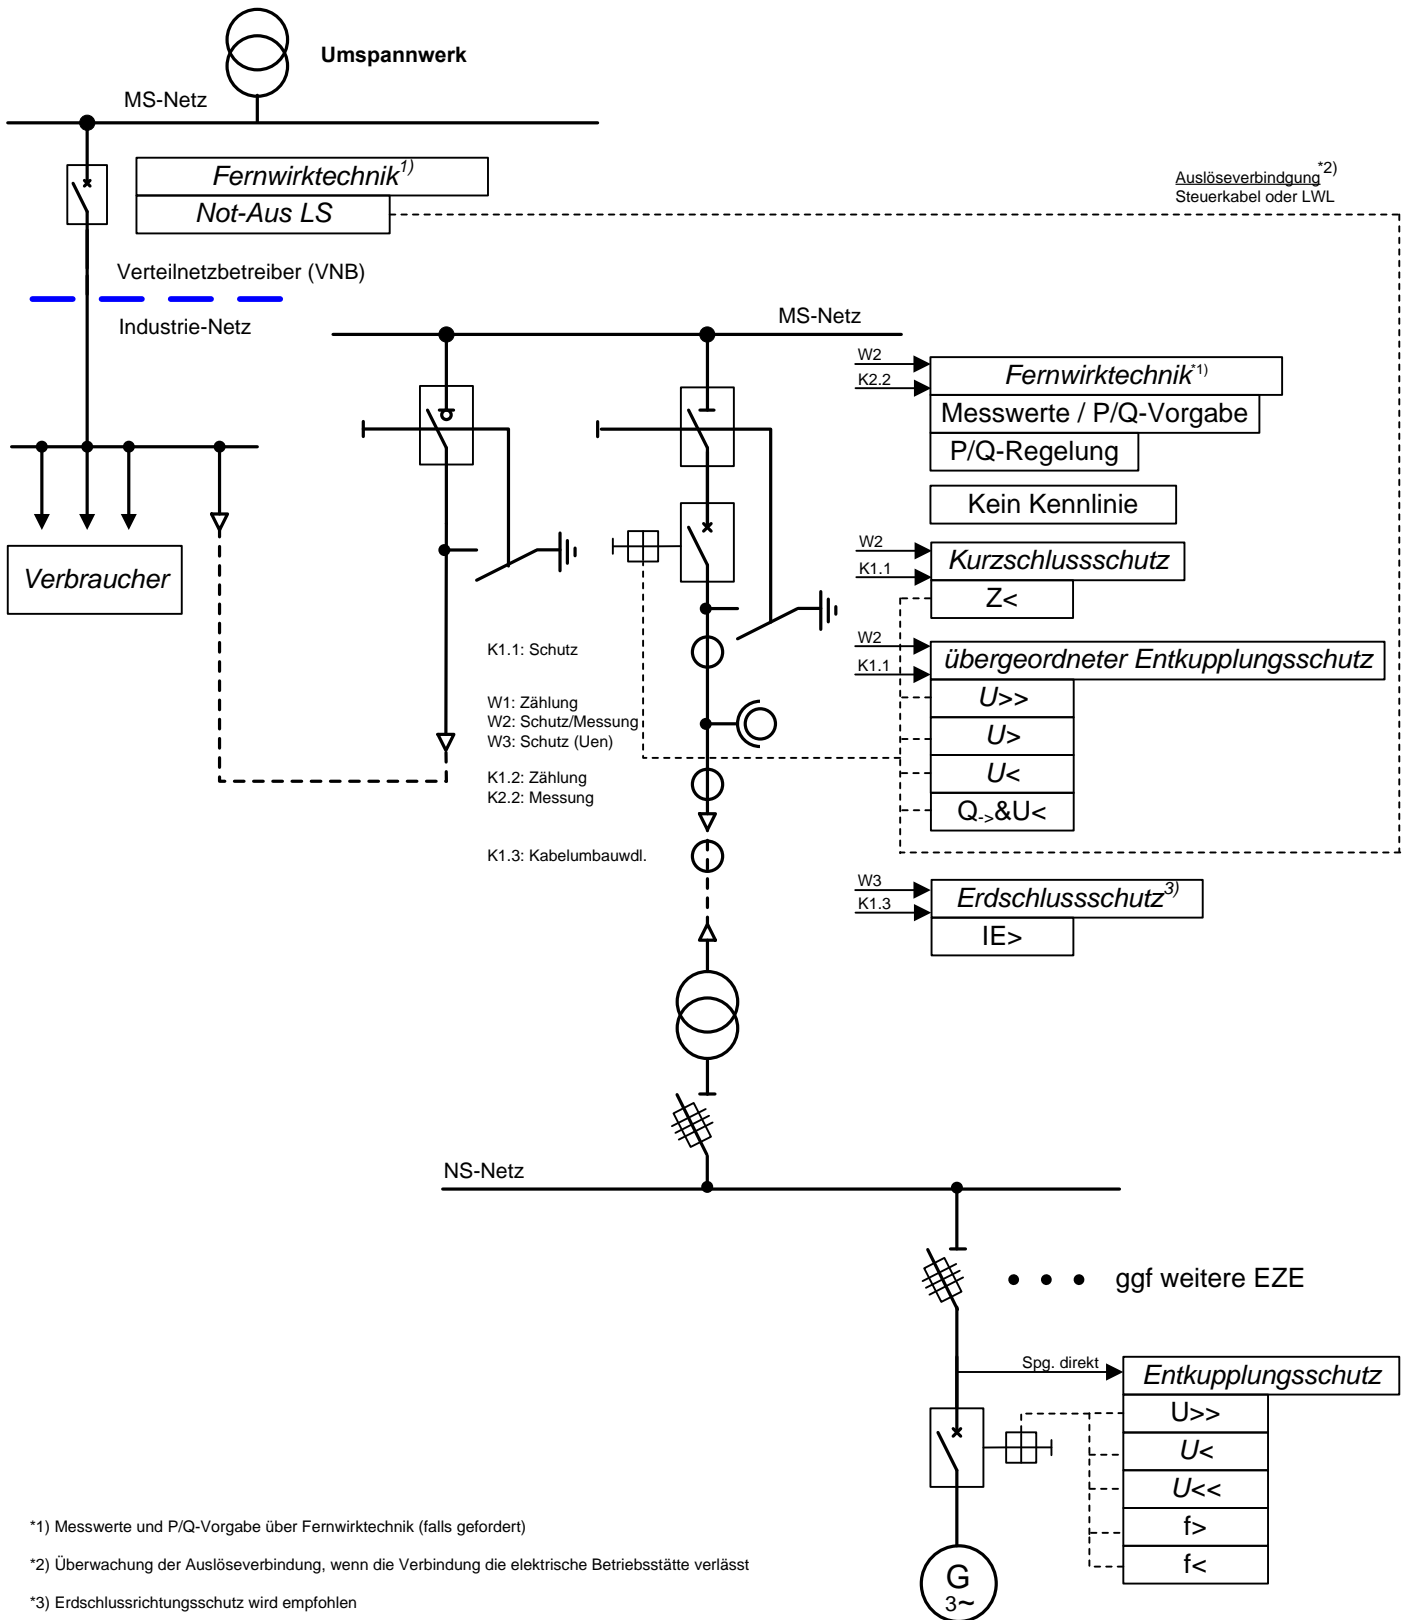 Umspannwerk
MS-Netz
Fernwirktechnik1)
Not-Aus LS
Auslöseverbindgung*2)
Steuerkabel oder LWL
Verteilnetzbetreiber (VNB)
Industrie-Netz
MS-Netz
W2
K2.2
Fernwirktechnik*1)
Messwerte / P/Q-Vorgabe
P/Q-Regelung
Kein Kennlinie
Verbraucher
W2
K1.1
Kurzschlussschutz
Z<
K1.1: Schutz
W1: Zählung
W2: Schutz/Messung
W3: Schutz (Uen)
K1.2: Zählung
K2.2: Messung
K1.3: Kabelumbauwdl.
W2
K1.1
übergeordneter Entkupplungsschutz
U>>
U>
U<
Q->&U<
W3
K1.3
Erdschlussschutz3)
IE>
NS-Netz
ggf weitere EZE
Spg. direkt
Entkupplungsschutz
U>>
U<
U<<
f>
f<
G
3~
*1) Messwerte und P/Q-Vorgabe über Fernwirktechnik (falls gefordert)
*2) Überwachung der Auslöseverbindung, wenn die Verbindung die elektrische Betriebsstätte verlässt
*3) Erdschlussrichtungsschutz wird empfohlen